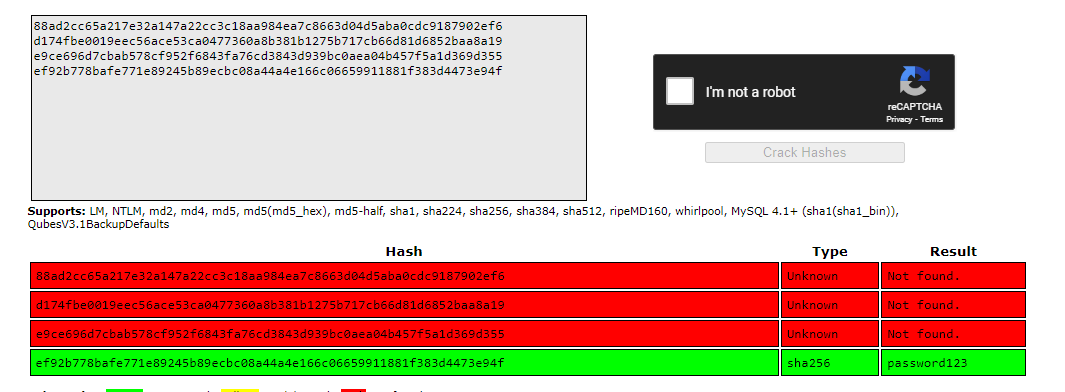 88ad2cc65a217e32a147a22cc3c18aa984ea7c8663d04d5aba0cdc9187902ef6
d174fbe0019eec56ace53ca0477360a8b381b1275b717cb66d81d6852baa8a19
e9ce696d7cbab578cf952f6843fa76cd3843d939bc0aea04b457f5a1d369d355
ef92b778bafe771e89245b89ecbc08a44a4e166c06659911881f383d4473e94f
I'm not a robot
reCAPTCHA
Privacy - Terms
Crack Hashes
Supports: LM, NTLM, md2, md4, md5, md5(md5_hex), md5-half, sha1, sha224, sha256, sha384, sha512, ripeMD160, whirlpool, MySQL 4.1+ (sha1(sha1_bin)),
QubesV3.1BackupDefaults
Hash Type Result
88ad2cc65a217e32a147a22cc3c18aa984ea7c8663d04d5aba0cdc9187902ef6 Unknown Not found.
d174fbe0019eec56ace53ca0477360a8b381b1275b717cb66d81d6852baa8a19 Unknown Not found.
e9ce696d7cbab578cf952f6843fa76cd3843d939bc0aea04b457f5a1d369d355 Unknown Not found.
ef92b778bafe771e89245b89ecbc08a44a4e166c06659911881f383d4473e94f sha256 password123